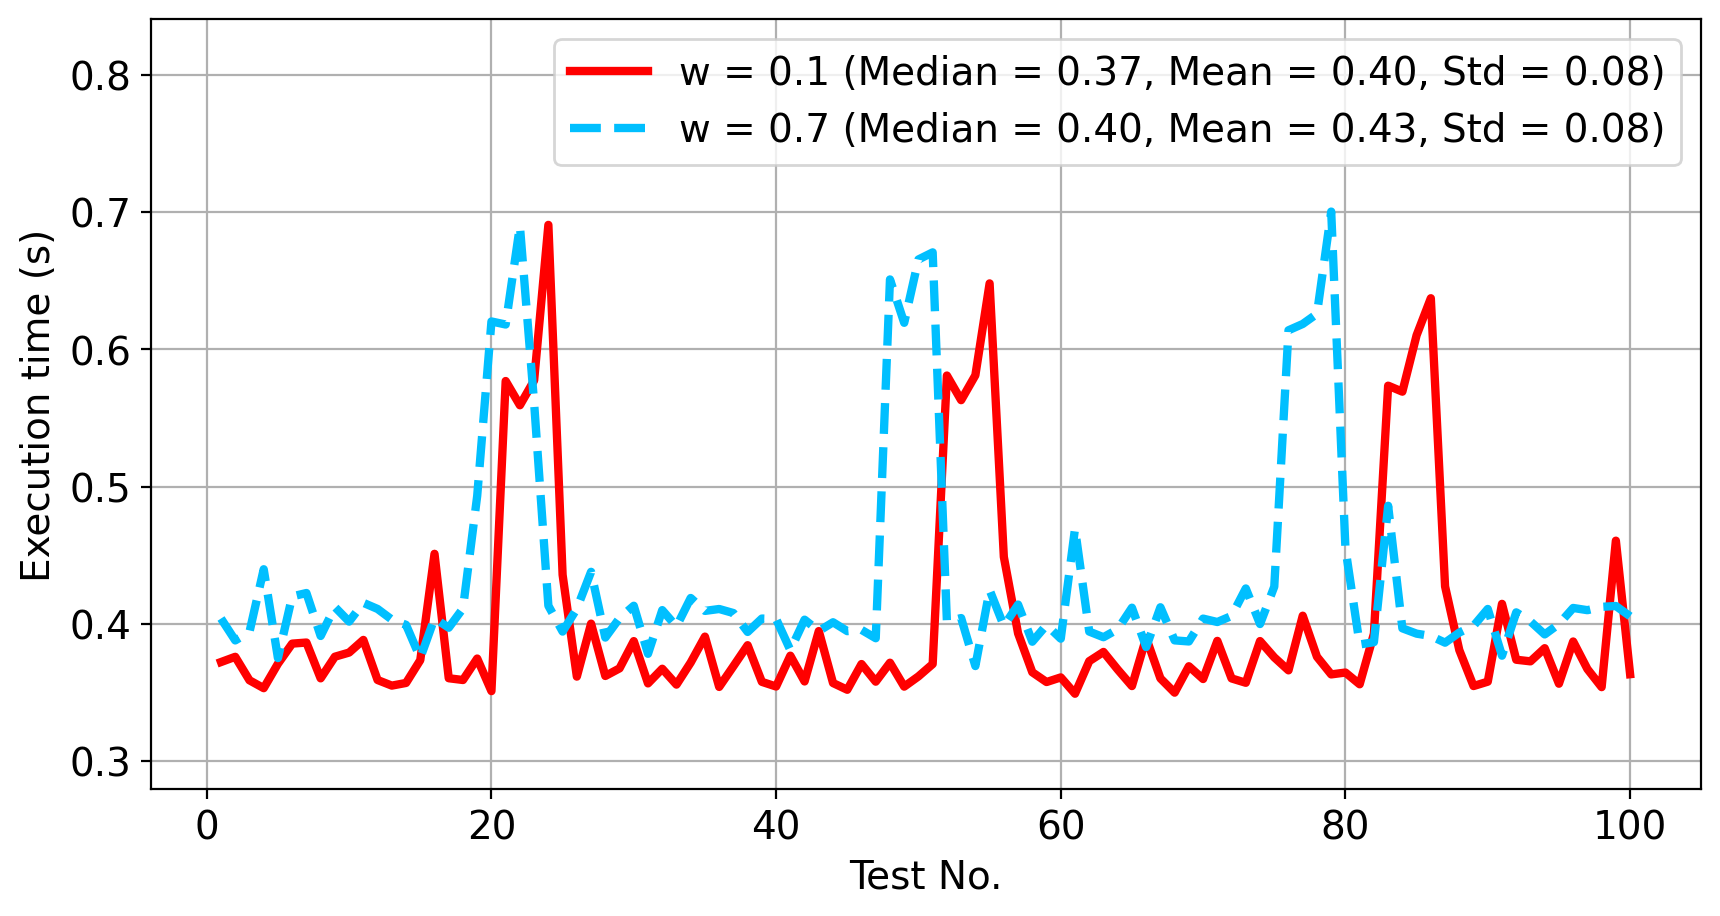 w = 0.1 (Median = 0.37, Mean = 0.40, Std = 0.08)
w = 0.7 (Median = 0.40, Mean = 0.43, Std = 0.08)
Execution time (s)
0.8
0.7
0.6
0.5
0.4
0.3
0 20 40 60 80 100
Test No.